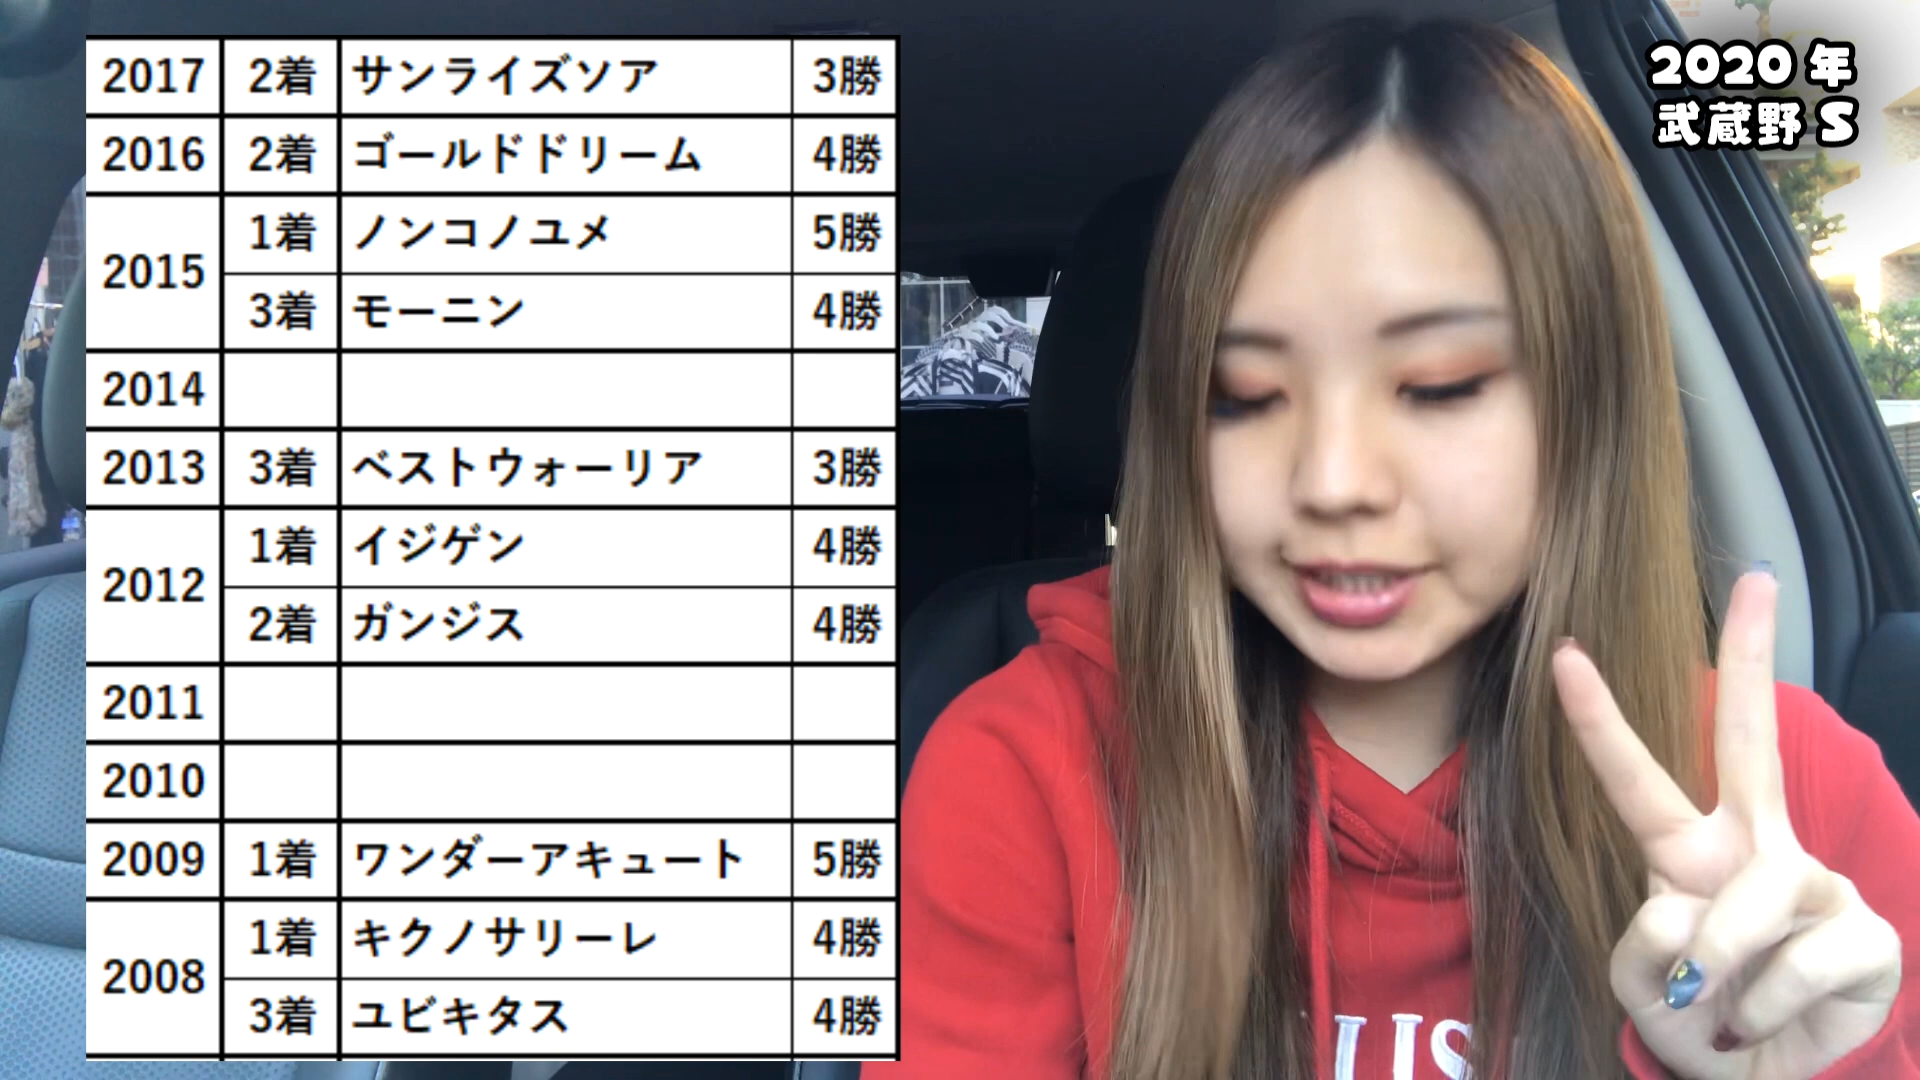 2017 2着 サンライズソア 3勝
2016 2着 ゴールドドリーム 4勝
2015 1着 ノンコノユメ 5勝
3着 モーニン 4勝
2014
2013 3着 ベストウォーリア 3勝
2012 1着 イジゲン 4勝
2着 ガンジス 4勝
2011
2010
2009 1着 ワンダーアキュート 5勝
2008 1着 キクノサリーレ 4勝
3着 ユビキタス 4勝
2020年
武蔵野S
US